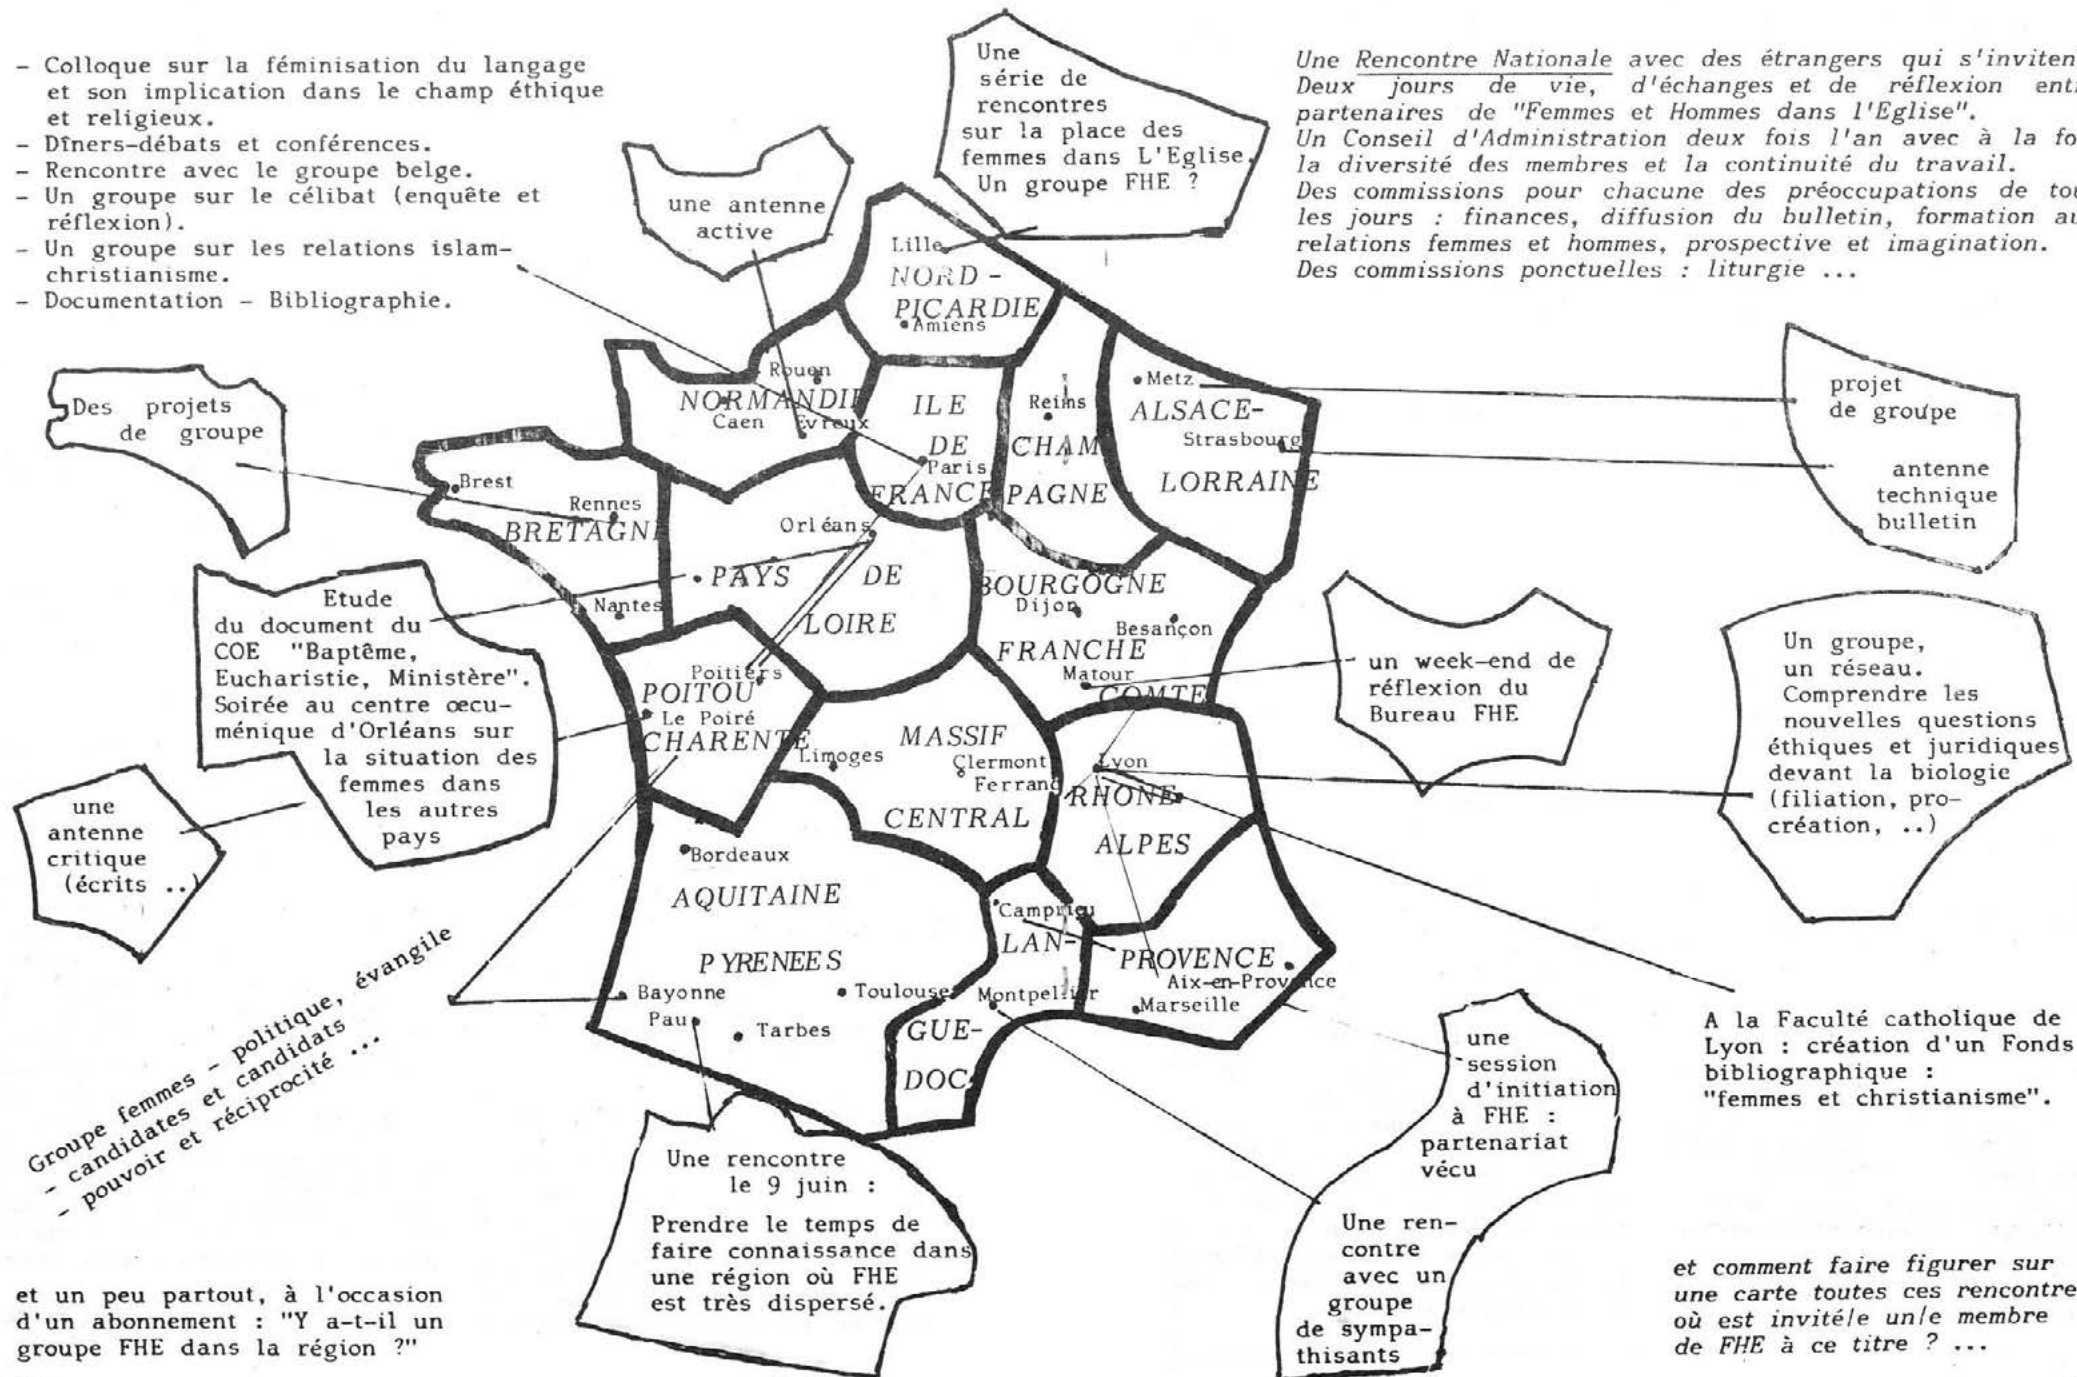 - Colloque sur la féminisation du langage
et son implication dans le champ éthique
et religieux.
- Dîners-débats et conférences.
- Rencontre avec le groupe belge.
- Un groupe sur le célibat (enquête et
réflexion).
- Un groupe sur les relations islam-
christianisme.
- Documentation - Bibliographie.
une antenne
active
Une
série de
rencontres
sur la place des
femmes dans L'Eglise.
Un groupe FHE ?
Une Rencontre Nationale avec des étrangers qui s'inviten
Deux jours de vie, d'échanges et de réflexion ent
partenaires de "Femmes et Hommes dans l'Eglise".
Un Conseil d'Administration deux fois l'an avec à la fo
la diversité des membres et la continuité du travail.
Des commissions pour chacune des préoccupations de tou
les jours : finances, diffusion du bulletin, formation au
relations femmes et hommes, prospective et imagination.
Des commissions ponctuelles : liturgie ...
Des projets
de groupe
Lille
NORD -
PICARDIE
Amiens
Rouen
NORMANDIE
Caen
Evreux
ILE
DE
Paris
FRANCE
Reims
CHAM
PAGNE
Metz
ALSACE-
Strasbourg
LORRAINE
projet
de groupe
antenne
technique
bulletin
Brest
Rennes
BRETAGNE
Nantes
Orléans
PAYS
DE
LOIRE
BOURGOGNE
Dijon
Besançon
FRANCHE
Matour
COMTE
Etude
du document du
COE "Baptême,
Eucharistie, Ministère".
Soirée au centre œcu-
ménique d'Orléans sur
la situation des
femmes dans
les autres
pays
un week-end de
réflexion du
Bureau FHE
Un groupe,
un réseau.
Comprendre les
nouvelles questions
éthiques et juridiques
devant la biologie
(filiation, pro-
création, ..)
Poitiers
POITOU
Le Poiré
CHARENTE
Limoges
MASSIF
Clermont
Ferrand
CENTRAL
Lyon
RHONE
ALPES
une
antenne
critique
(écrits ..)
Bordeaux
AQUITAINE
PYRENEES
Bayonne
Toulouse
Pau
Tarbes
Camprieu
LAN-
Montpellier
GUE-
DOC
PROVENCE
Aix-en-Provence
Marseille
Groupe femmes - politique, évangile
- candidates et candidats
- pouvoir et réciprocité ...
une
session
d'initiation
à FHE :
partenariat
vécu
Une ren-
contre
avec un
groupe
de sympa-
thisants
A la Faculté catholique de
Lyon : création d'un Fonds
bibliographique :
"femmes et christianisme".
Une rencontre
le 9 juin :
Prendre le temps de
faire connaissance dans
une région où FHE
est très dispersé.
et un peu partout, à l'occasion
d'un abonnement : "Y a-t-il un
groupe FHE dans la région ?"
et comment faire figurer sur
une carte toutes ces rencontre
où est invité/e un/e membre
de FHE à ce titre ? ...